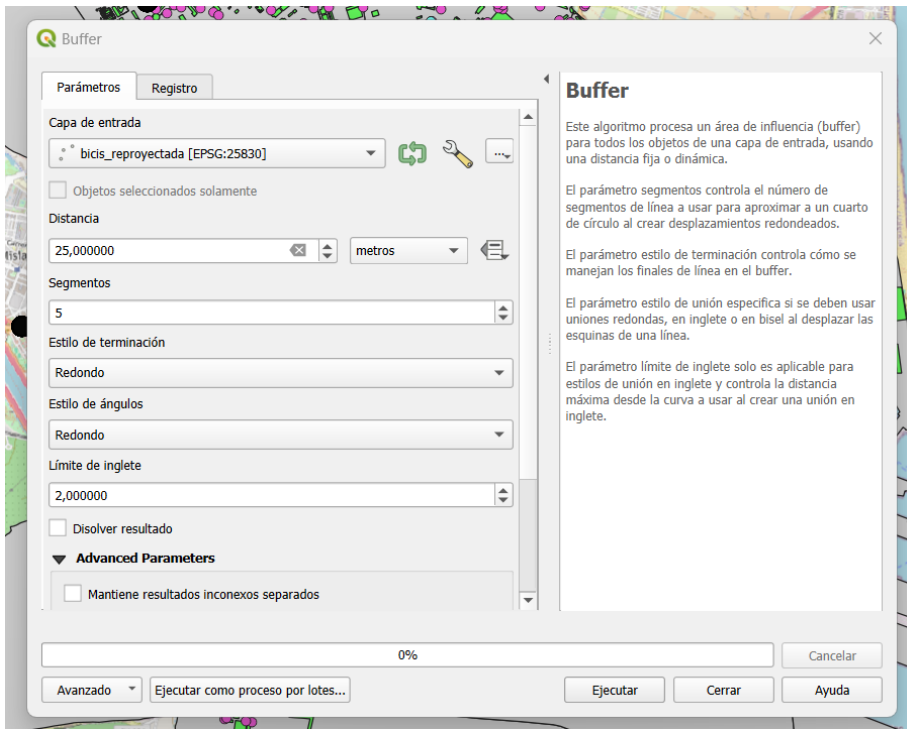 Buffer
Parámetros
Registro
Capa de entrada
bicis_reproyectada [EPSG:25830]
...
Objetos seleccionados solamente
Distancia
25,000000
metros
Segmentos
5
Estilo de terminación
Redondo
Estilo de ángulos
Redondo
Límite de inglete
2,000000
Disolver resultado
Advanced Parameters
Mantiene resultados inconexos separados
Buffer
Este algoritmo procesa un área de influencia (buffer)
para todos los objetos de una capa de entrada, usando
una distancia fija o dinámica.
El parámetro segmentos controla el número de
segmentos de línea a usar para aproximar a un cuarto
de círculo al crear desplazamientos redondeados.
El parámetro estilo de terminación controla cómo se
manejan los finales de línea en el buffer.
El parámetro estilo de unión especifica si se deben usar
uniones redondas, en inglete o en bisel al desplazar las
esquinas de una línea.
El parámetro límite de inglete solo es aplicable para
estilos de unión en inglete y controla la distancia
máxima desde la curva a usar al crear una unión en
inglete.
0%
Cancelar
Avanzado
Ejecutar como proceso por lotes...
Ejecutar
Cerrar
Ayuda